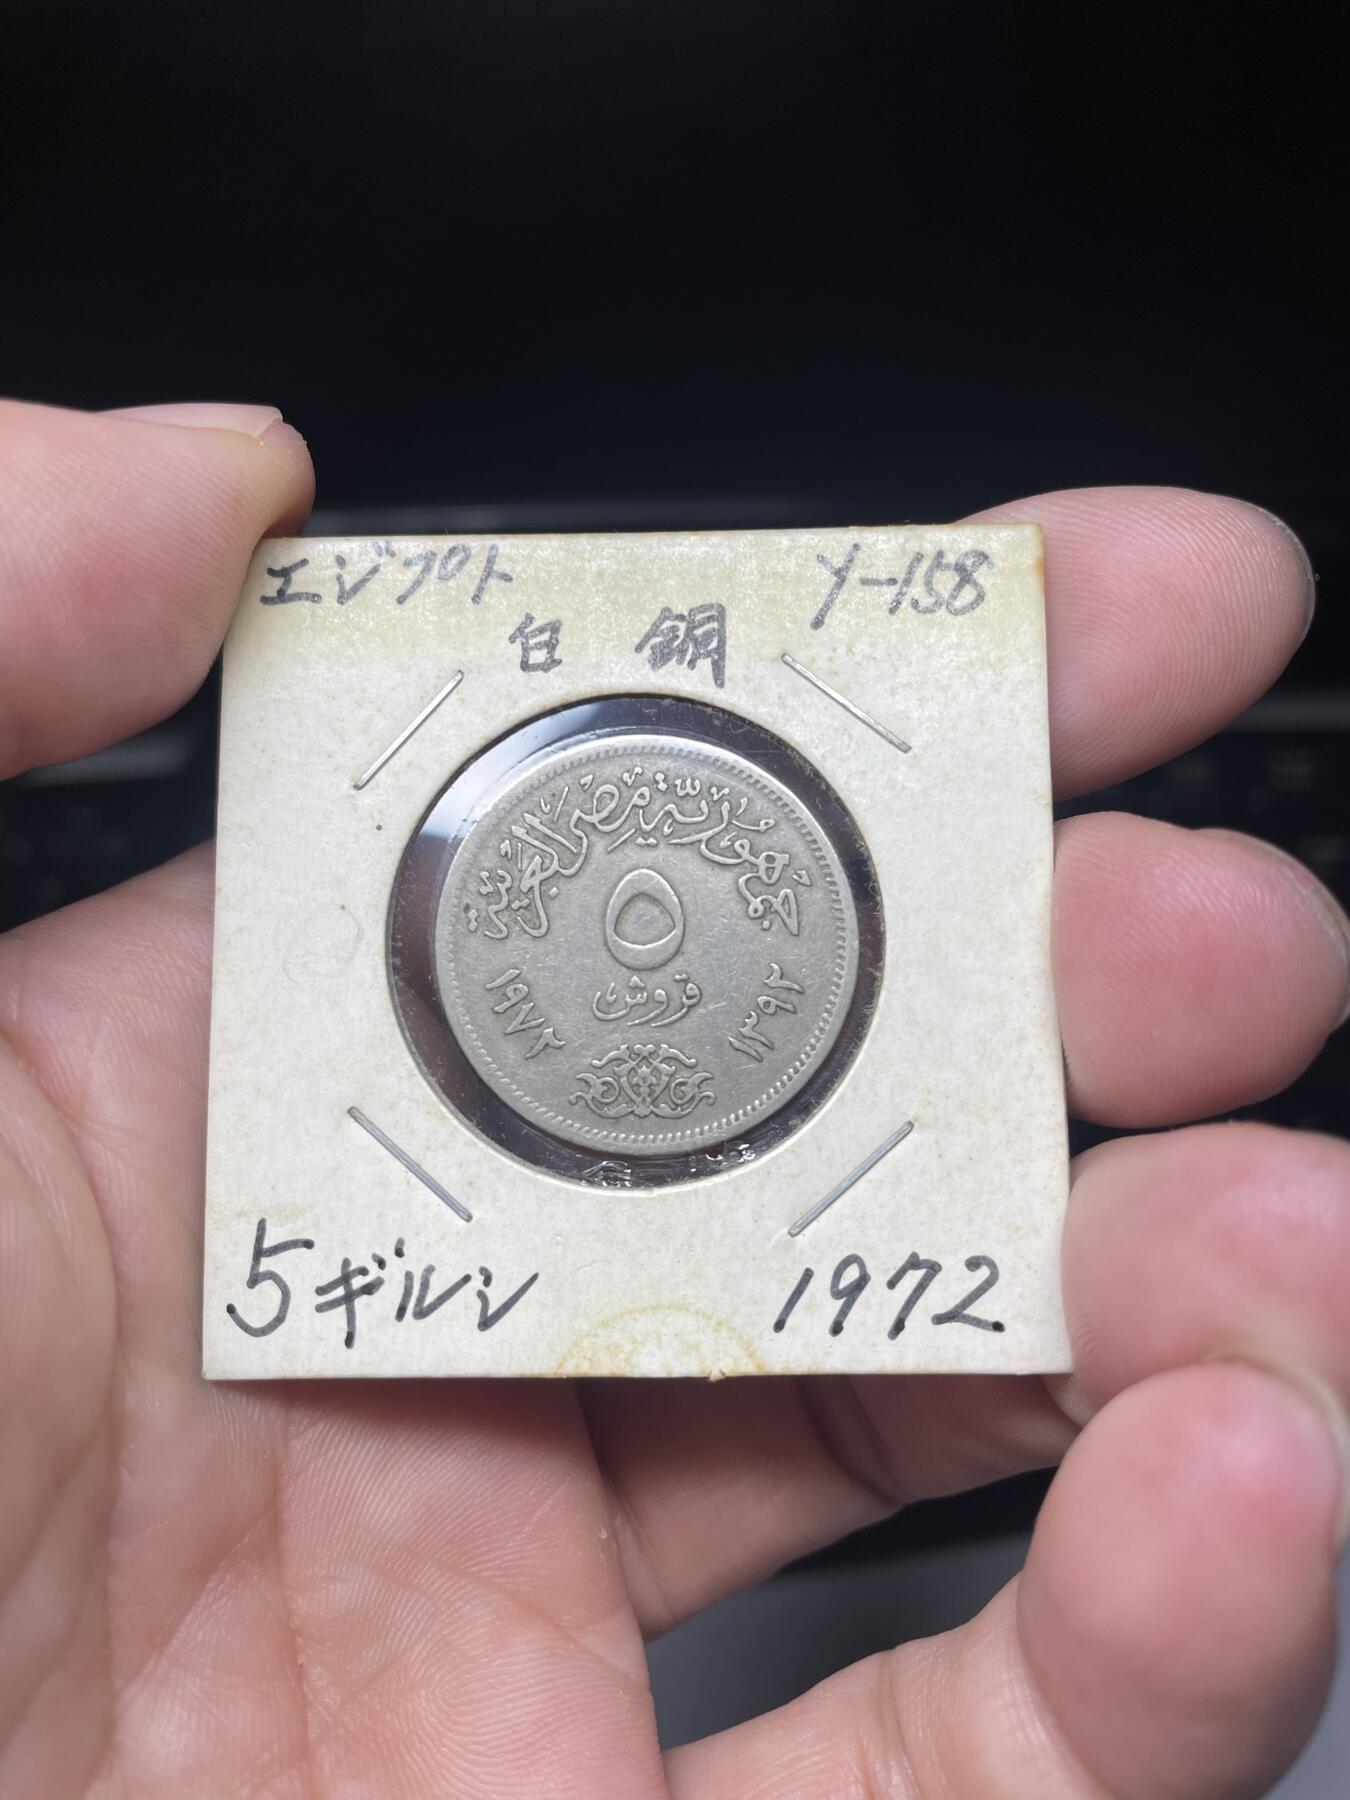 エジプト Y-158
白銅
جمهورية مصر العربية
٥
قروش
١٩٧٢ ١٣٩٢
5ギルシ 1972